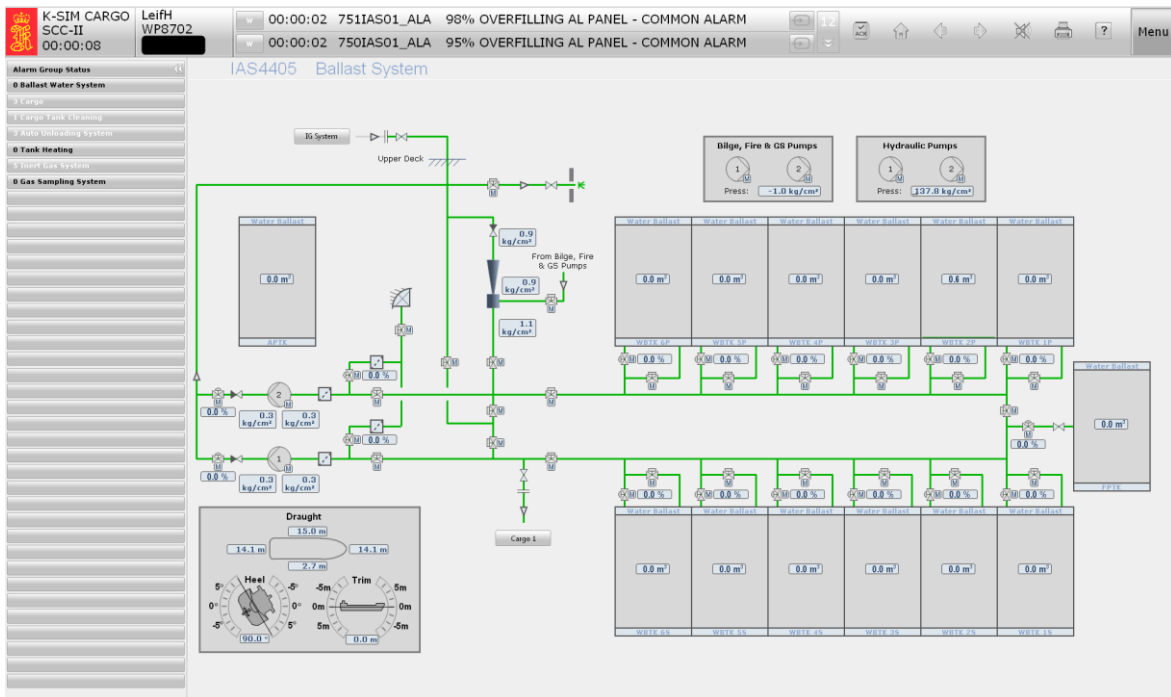 K-SIM CARGO
SCC-II
00:00:08
LeifH
WP8702
00:00:02 751IAS01_ALA 98% OVERFILLING AL PANEL - COMMON ALARM
00:00:02 750IAS01_ALA 95% OVERFILLING AL PANEL - COMMON ALARM
12
ACK
?
Menu
Alarm Group Status
0 Ballast Water System
3 Cargo
1 Cargo Tank Cleaning
3 Auto Unloading System
0 Tank Heating
5 Inert Gas System
0 Gas Sampling System
IAS4405 Ballast System
IG System
Upper Deck
Bilge, Fire & GS Pumps
1 M 2 M
Press: -1.0 kg/cm²
Hydraulic Pumps
1 M 2 M
Press: 137.8 kg/cm²
M
Water Ballast
0.0 m³
APTK
0.9
kg/cm²
From Bilge, Fire
& GS Pumps
0.9
kg/cm²
M
1.1
kg/cm²
Water Ballast Water Ballast Water Ballast Water Ballast Water Ballast Water Ballast
0.0 m³ 0.0 m³ 0.0 m³ 0.0 m³ 0.6 m³ 0.0 m³
WBTK 6P WBTK 5P WBTK 4P WBTK 3P WBTK 2P WBTK 1P
M 0.0 % M 0.0 % M 0.0 % M 0.0 % M 0.0 % M 0.0 %
M M M M M M
M
M 0.0 %
M M
M 2 M M M
0.0 % 0.3 kg/cm² 0.3 kg/cm²
M M
M 0.0 %
M
M 1 M M M
0.0 % 0.3 kg/cm² 0.3 kg/cm²
Water Ballast
0.0 m³
FPTK
M
0.0 %
Cargo 1
M M M M M M
M 0.0 % M 0.0 % M 0.0 % M 0.0 % M 0.0 % M 0.0 %
Water Ballast Water Ballast Water Ballast Water Ballast Water Ballast Water Ballast
0.0 m³ 0.0 m³ 0.0 m³ 0.0 m³ 0.0 m³ 0.0 m³
WBTK 6S WBTK 5S WBTK 4S WBTK 3S WBTK 2S WBTK 1S
Draught
15.0 m
14.1 m 14.1 m
2.7 m
Heel
5° -5°
0° 0°
-5° 5°
90.0 °
Trim
-5m 5m
0m 0m
5m -5m
0.0 m